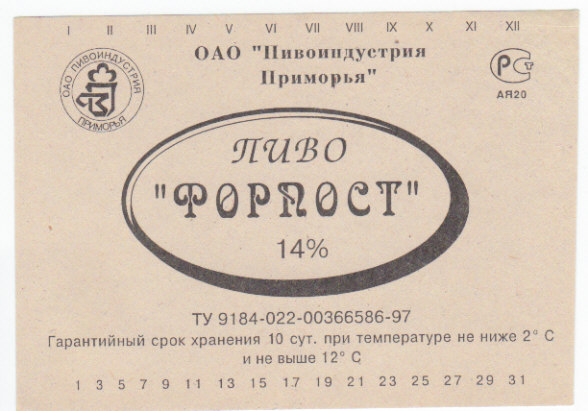 I II III IV V VI VII VIII IX X XI XII
ОАО "Пивоиндустрия
Приморья"
ОАО ПИВОИНДУСТРИЯ
ПРИМОРЬЯ
РСТ
АЯ20
ПИВО
"ФОРПОСТ"
14%
ТУ 9184-022-00366586-97
Гарантийный срок хранения 10 сут. при температуре не ниже 2° С
и не выше 12° С
1 3 5 7 9 11 13 15 17 19 21 23 25 27 29 31